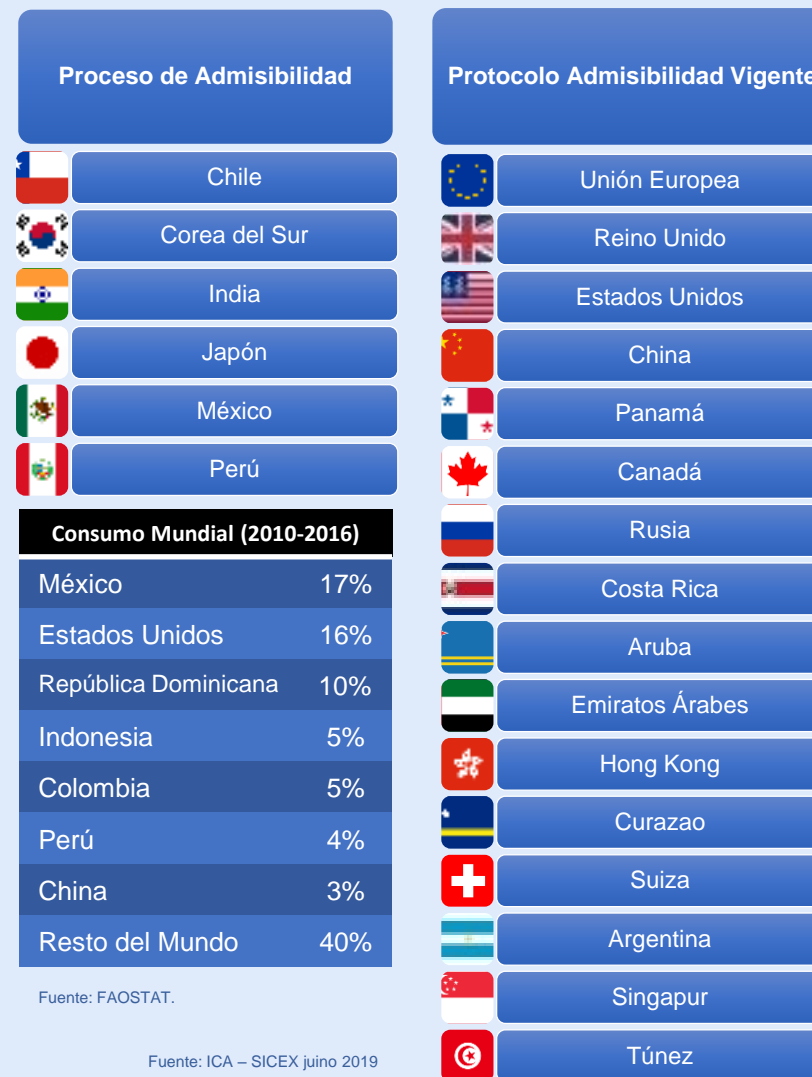 Proceso de Admisibilidad
Chile
Corea del Sur
India
Japón
México
Perú
Consumo Mundial (2010-2016)
México 17%
Estados Unidos 16%
República Dominicana 10%
Indonesia 5%
Colombia 5%
Perú 4%
China 3%
Resto del Mundo 40%
Fuente: FAOSTAT.
Fuente: ICA – SICEX juino 2019
Protocolo Admisibilidad Vigente
Unión Europea
Reino Unido
Estados Unidos
China
Panamá
Canadá
Rusia
Costa Rica
Aruba
Emiratos Árabes
Hong Kong
Curazao
Suiza
Argentina
Singapur
Túnez